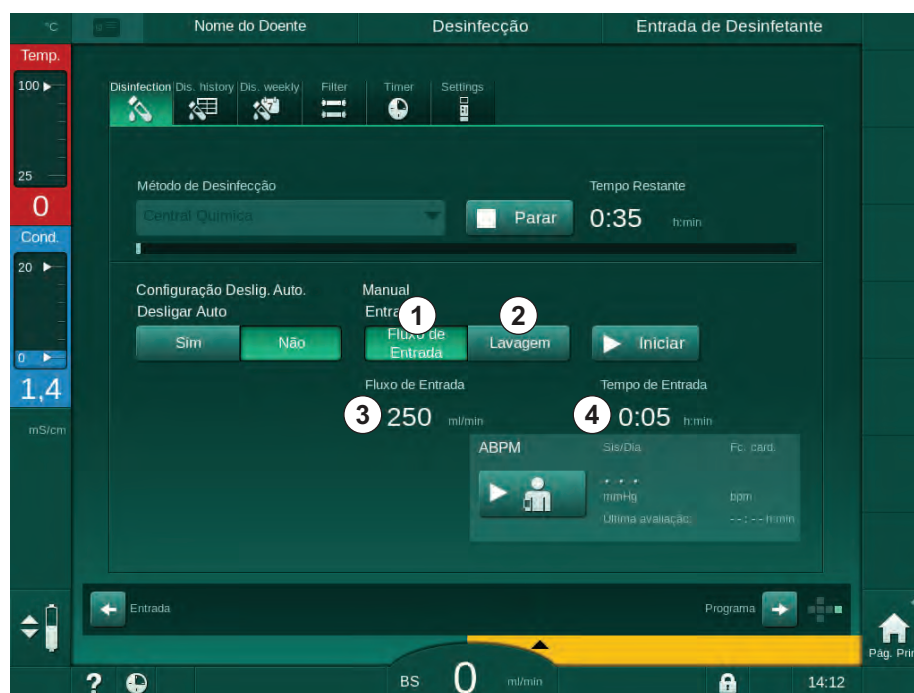 °C Nome do Doente Desinfecção Entrada de Desinfetante
Temp.
100
25
0
Cond.
20
0
1,4
mS/cm
Disinfection Dis. history Dis. weekly Filter Timer Settings
Método de Desinfecção Tempo Restante
Central Quimica Parar 0:35 h:min
Configuração Deslig. Auto. Manual
Desligar Auto
1 2
Sim Não Fluxo de Entrada Lavagem Iniciar
Fluxo de Entrada Tempo de Entrada
3 250 ml/min 4 0:05 h:min
ABPM Sis/Dia Fc. card.
mmHg bpm
Última avaliação: --:-- h:min
Entrada Programa
Pág. Prin
? BS 0 ml/min 14:12